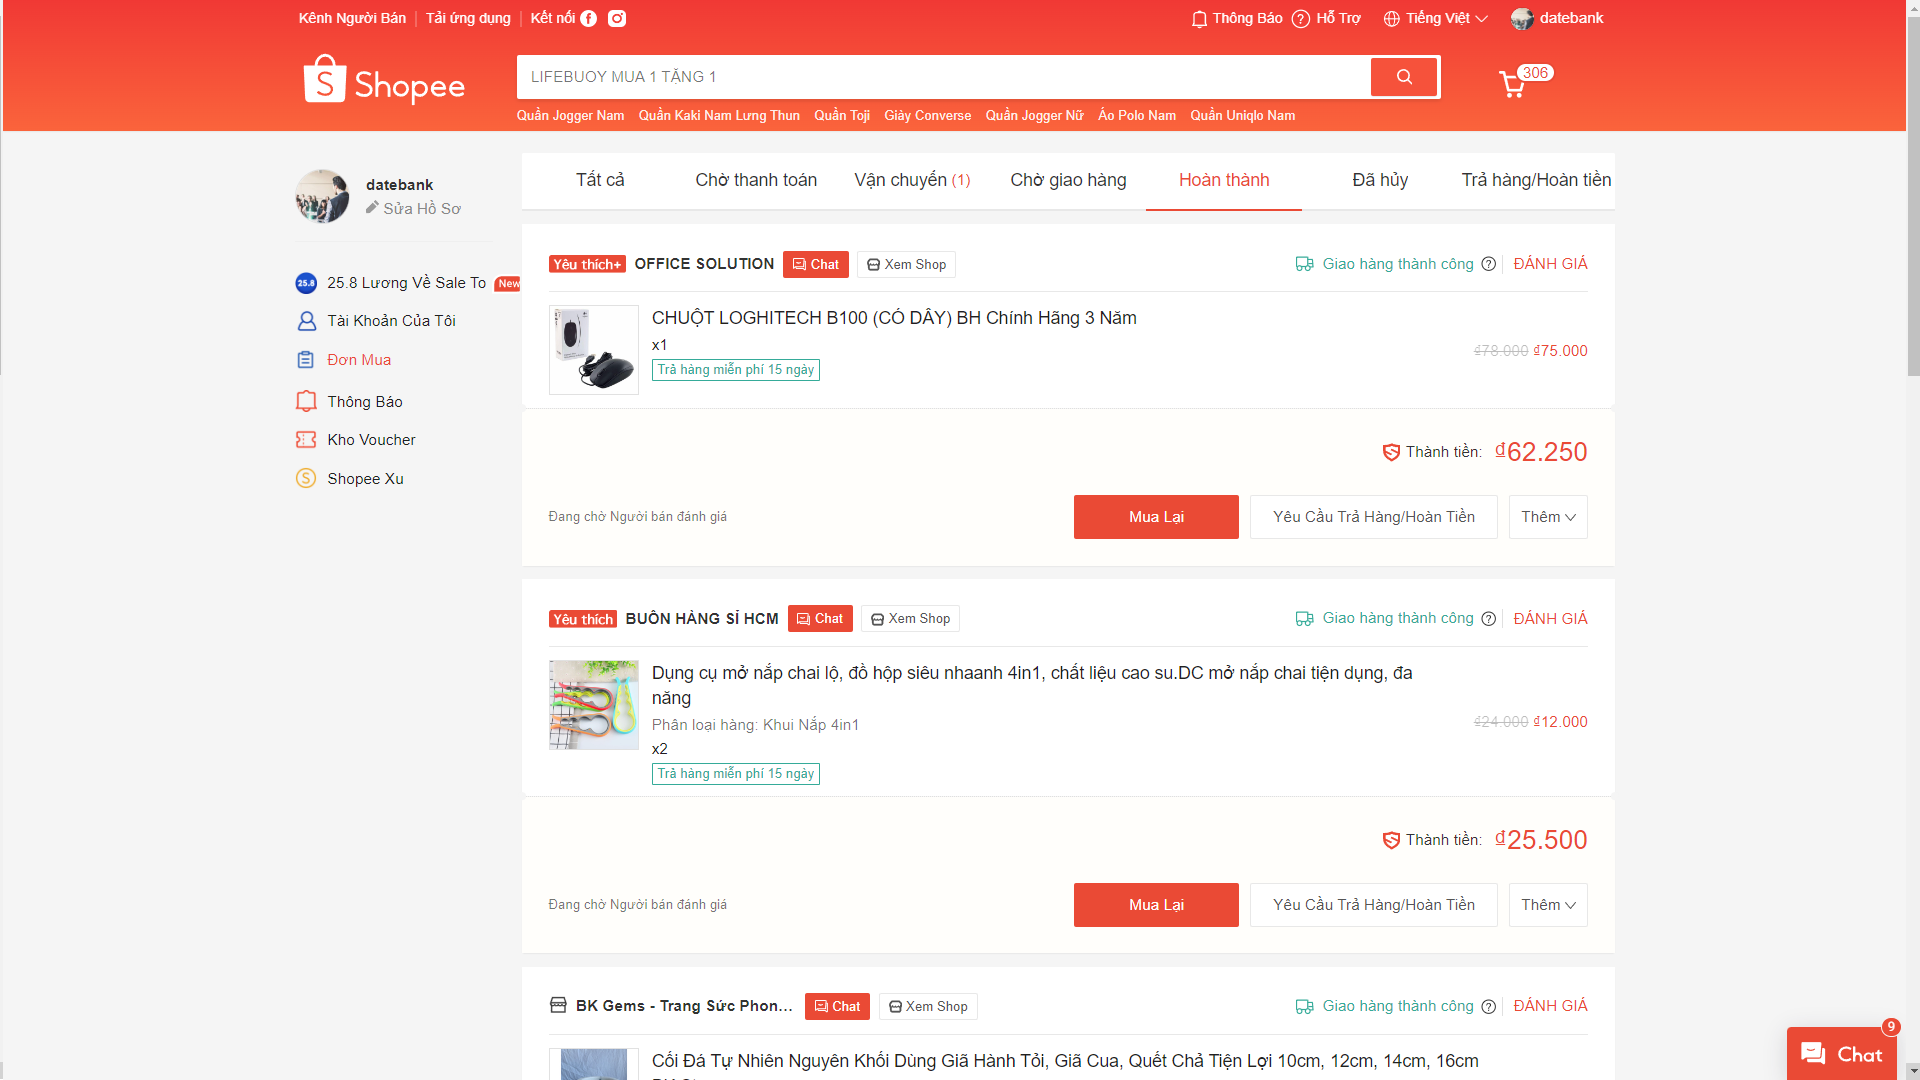 Kênh Người Bán
Tải ứng dụng
Kết nối
Thông Báo
Hỗ Trợ
Tiếng Việt
datebank
Shopee
LIFEBUOY MUA 1 TẶNG 1
306
Quần Jogger Nam
Quần Kaki Nam Lưng Thun
Quần Toji
Giày Converse
Quần Jogger Nữ
Áo Polo Nam
Quần Uniqlo Nam
datebank
Sửa Hồ Sơ
25.8
25.8 Lương Về Sale To
New
Tài Khoản Của Tôi
Đơn Mua
Thông Báo
Kho Voucher
Shopee Xu
Tất cả
Chờ thanh toán
Vận chuyển (1)
Chờ giao hàng
Hoàn thành
Đã hủy
Trả hàng/Hoàn tiền
Yêu thích+
OFFICE SOLUTION
Chat
Xem Shop
Giao hàng thành công
ĐÁNH GIÁ
CHUỘT LOGHITECH B100 (CÓ DÂY) BH Chính Hãng 3 Năm
x1
Trả hàng miễn phí 15 ngày
₫78.000 ₫75.000
Thành tiền: ₫62.250
Đang chờ Người bán đánh giá
Mua Lại
Yêu Cầu Trả Hàng/Hoàn Tiền
Thêm
Yêu thích
BUÔN HÀNG SỈ HCM
Chat
Xem Shop
Giao hàng thành công
ĐÁNH GIÁ
Dụng cụ mở nắp chai lọ, đồ hộp siêu nhaanh 4in1, chất liệu cao su.DC mở nắp chai tiện dụng, đa
năng
Phân loại hàng: Khui Nắp 4in1
x2
Trả hàng miễn phí 15 ngày
₫24.000 ₫12.000
Thành tiền: ₫25.500
Đang chờ Người bán đánh giá
Mua Lại
Yêu Cầu Trả Hàng/Hoàn Tiền
Thêm
BK Gems - Trang Sức Phon...
Chat
Xem Shop
Giao hàng thành công
ĐÁNH GIÁ
Cối Đá Tự Nhiên Nguyên Khối Dùng Giã Hành Tỏi, Giã Cua, Quết Chả Tiện Lợi 10cm, 12cm, 14cm, 16cm
Chat
9